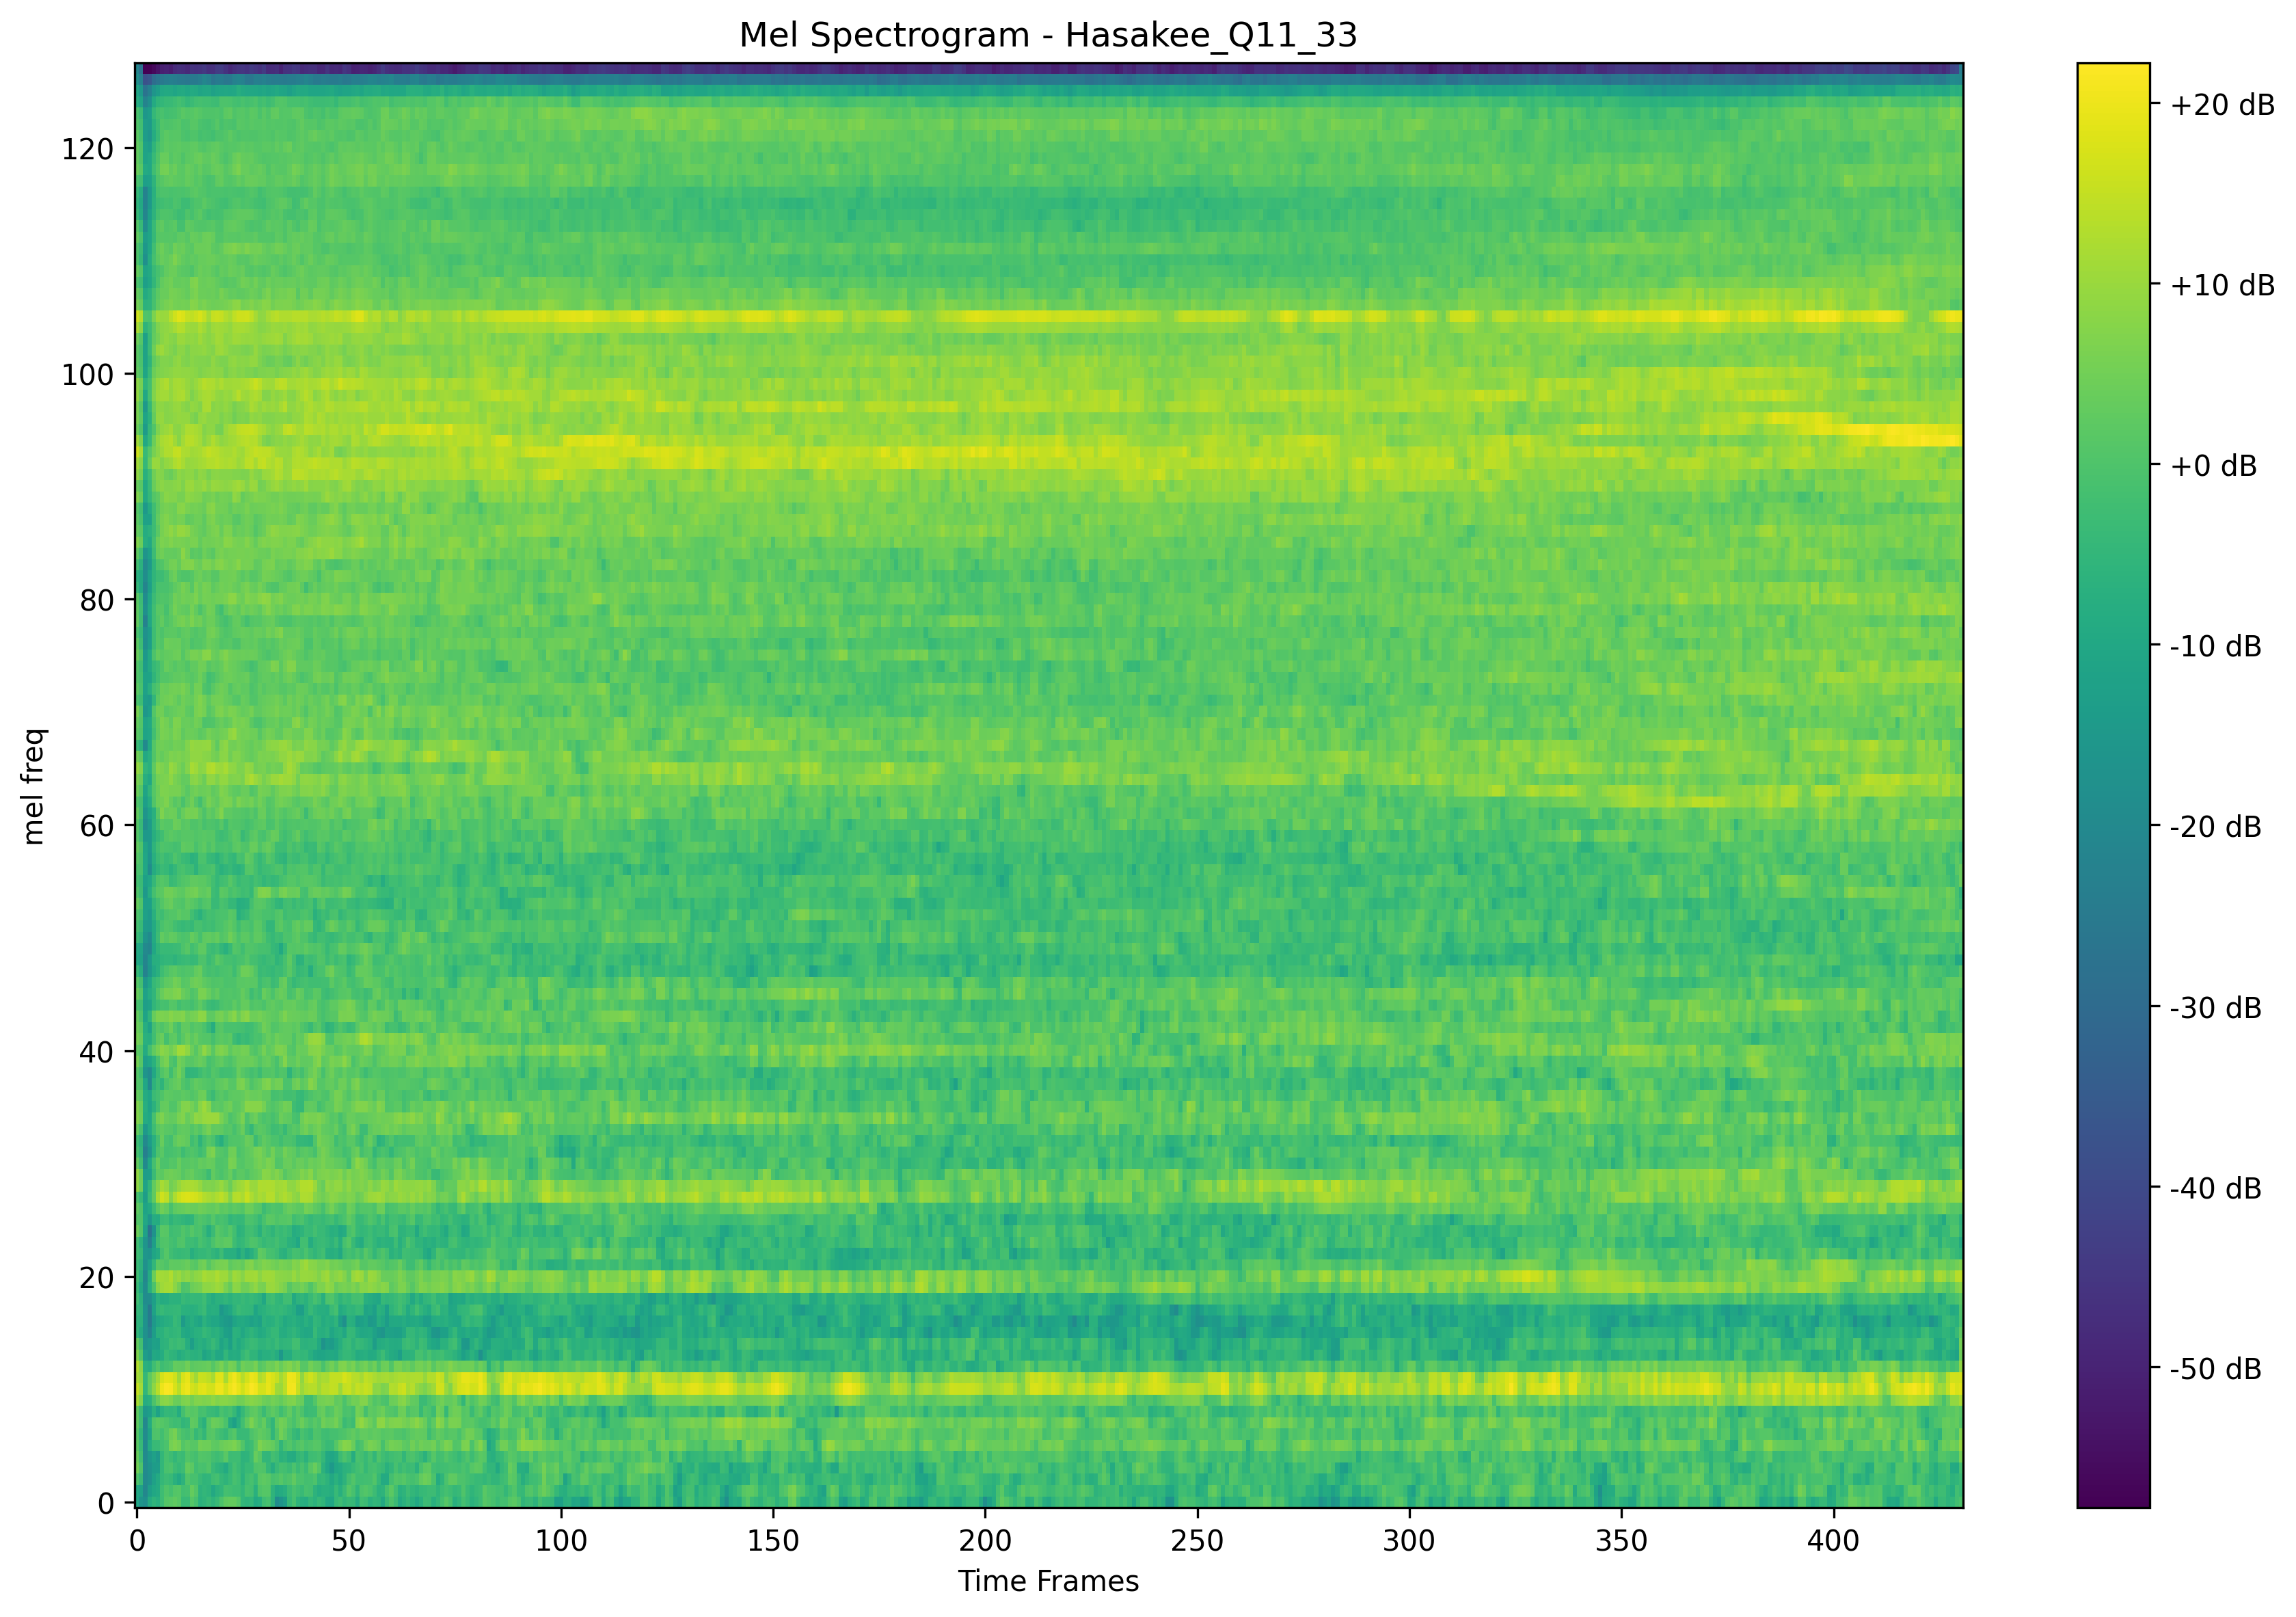 Mel Spectrogram - Hasakee_Q11_33
mel freq
120
100
80
60
40
20
0
0 50 100 150 200 250 300 350 400
Time Frames
+20 dB
+10 dB
+0 dB
-10 dB
-20 dB
-30 dB
-40 dB
-50 dB